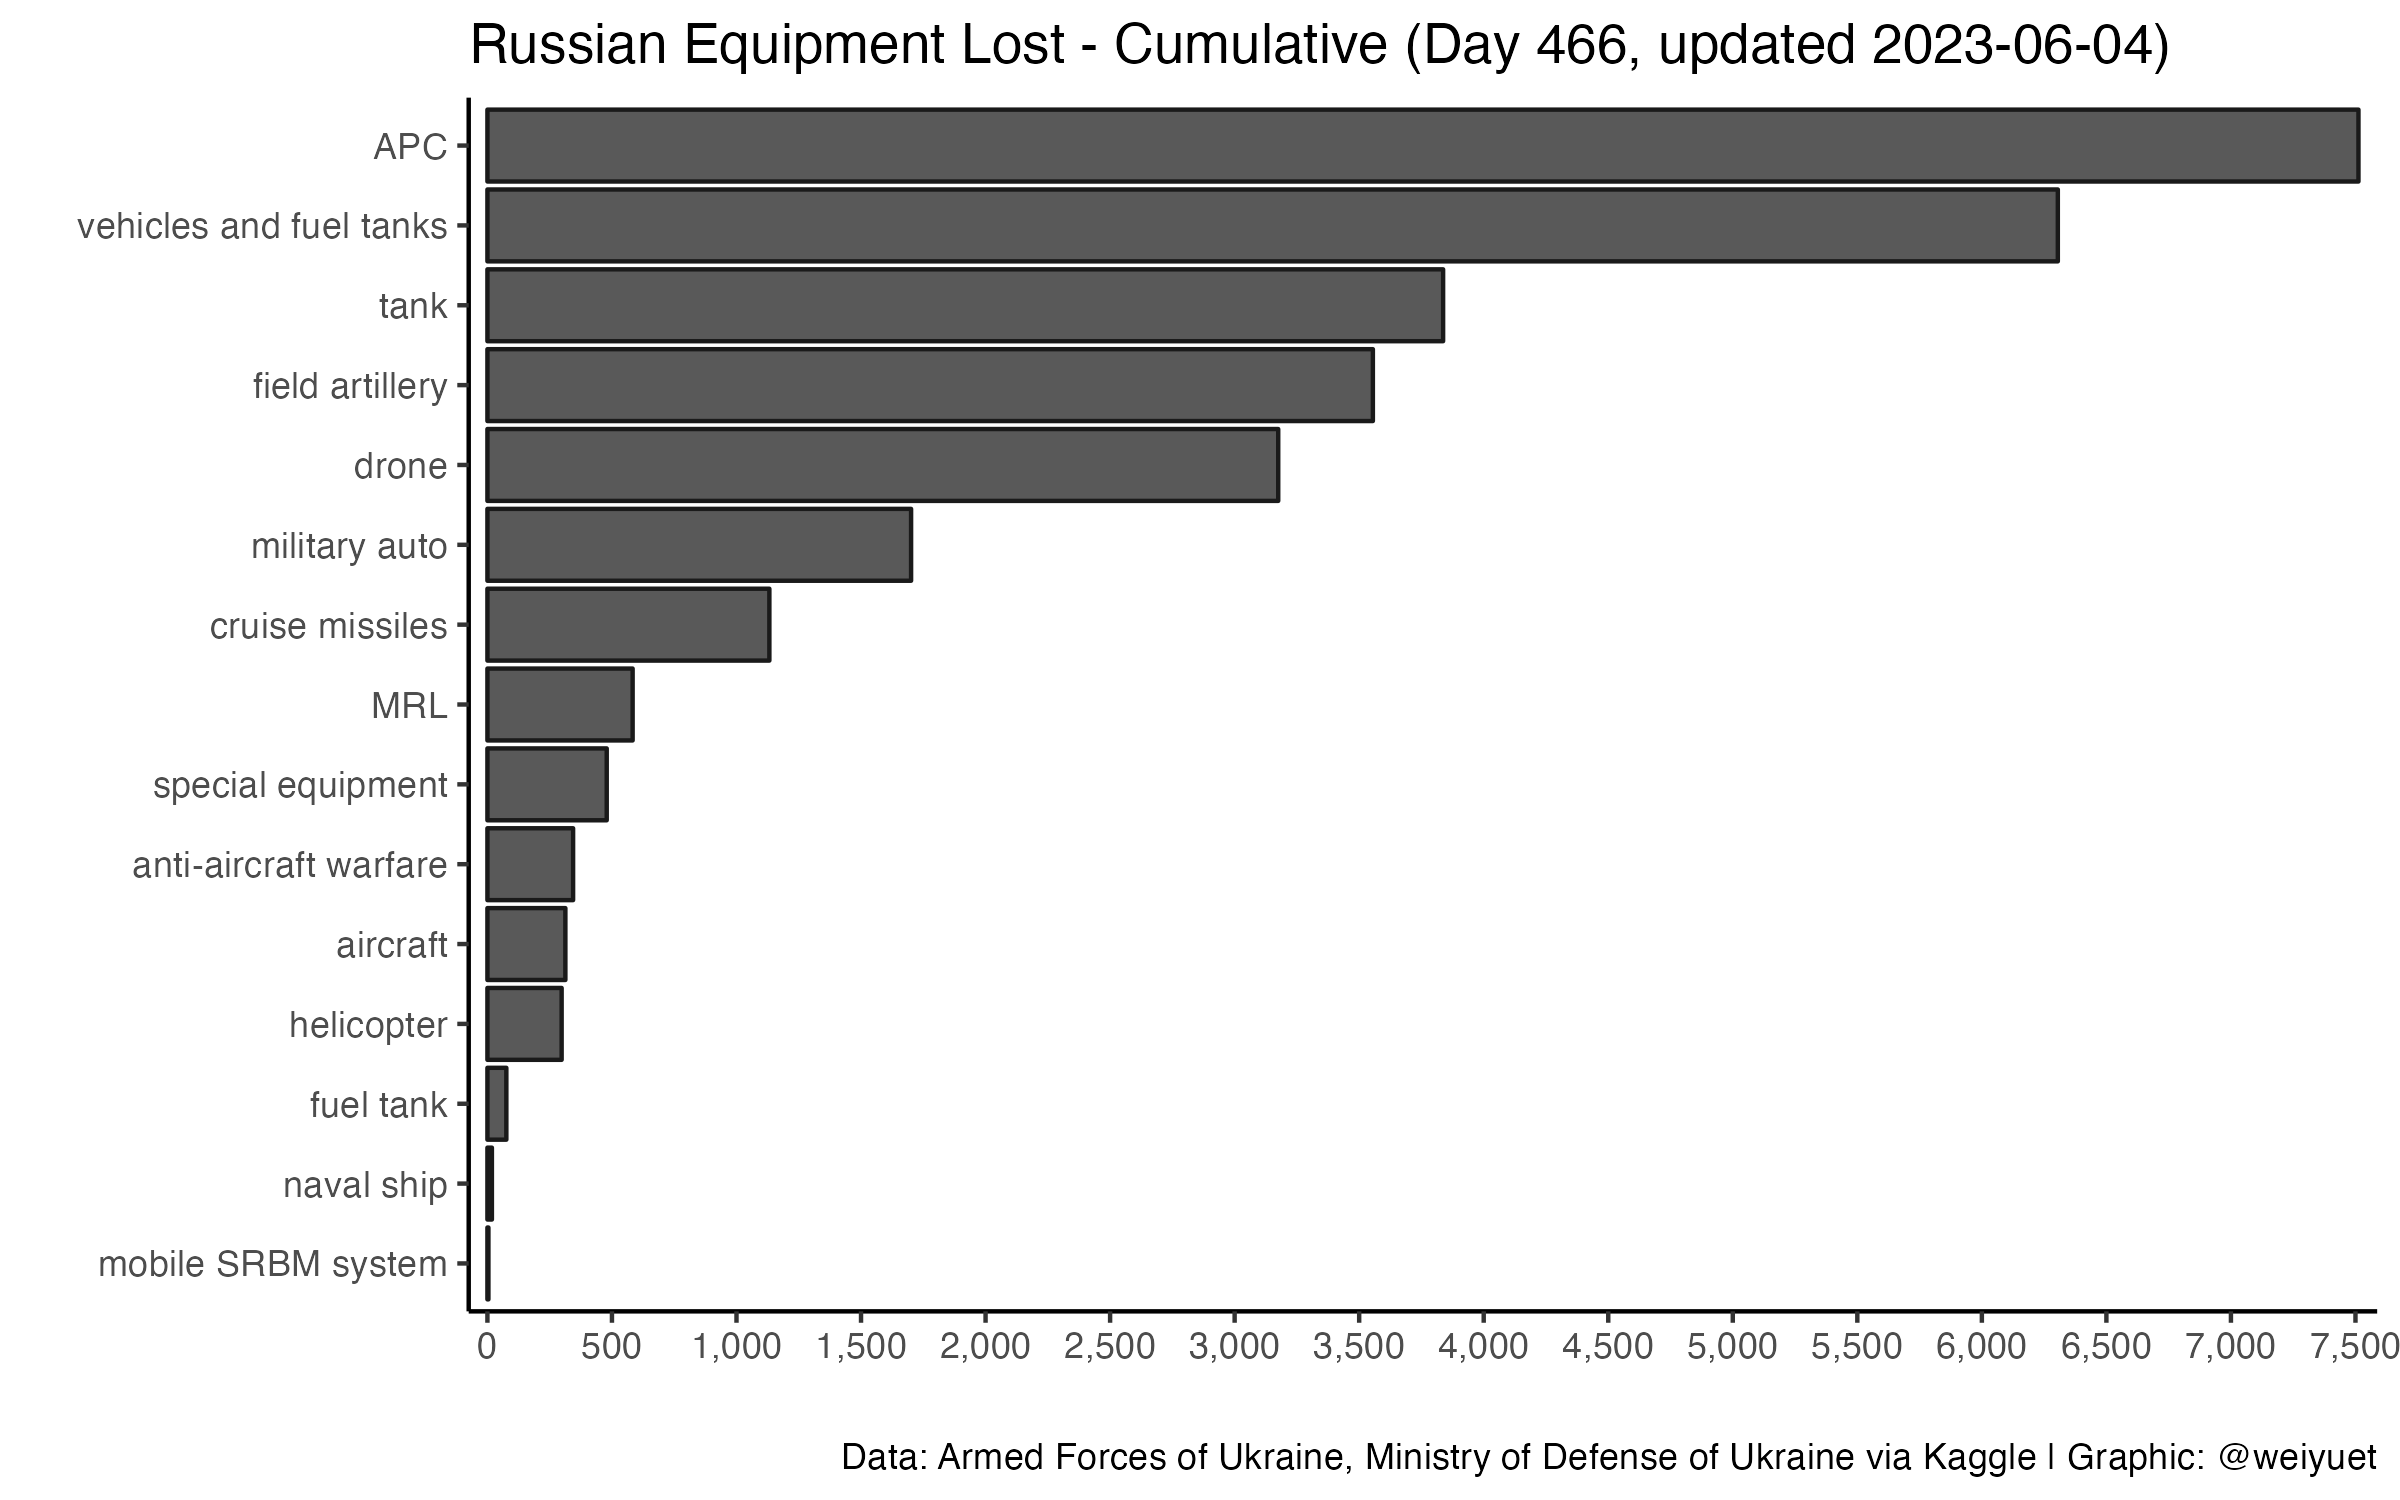 Russian Equipment Lost - Cumulative (Day 466, updated 2023-06-04)
APC
vehicles and fuel tanks
tank
field artillery
drone
military auto
cruise missiles
MRL
special equipment
anti-aircraft warfare
aircraft
helicopter
fuel tank
naval ship
mobile SRBM system
0 500 1,000 1,500 2,000 2,500 3,000 3,500 4,000 4,500 5,000 5,500 6,000 6,500 7,000 7,500
Data: Armed Forces of Ukraine, Ministry of Defense of Ukraine via Kaggle | Graphic: @weiyuet